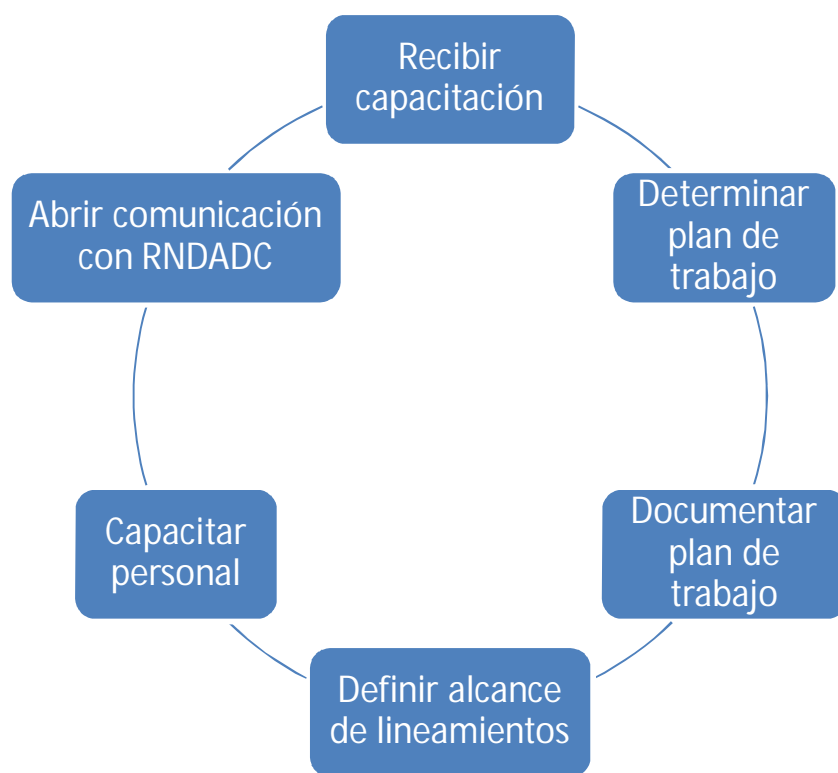 Recibir
capacitación
Determinar
plan de
trabajo
Documentar
plan de
trabajo
Definir alcance
de lineamientos
Capacitar
personal
Abrir comunicación
con RNDADC